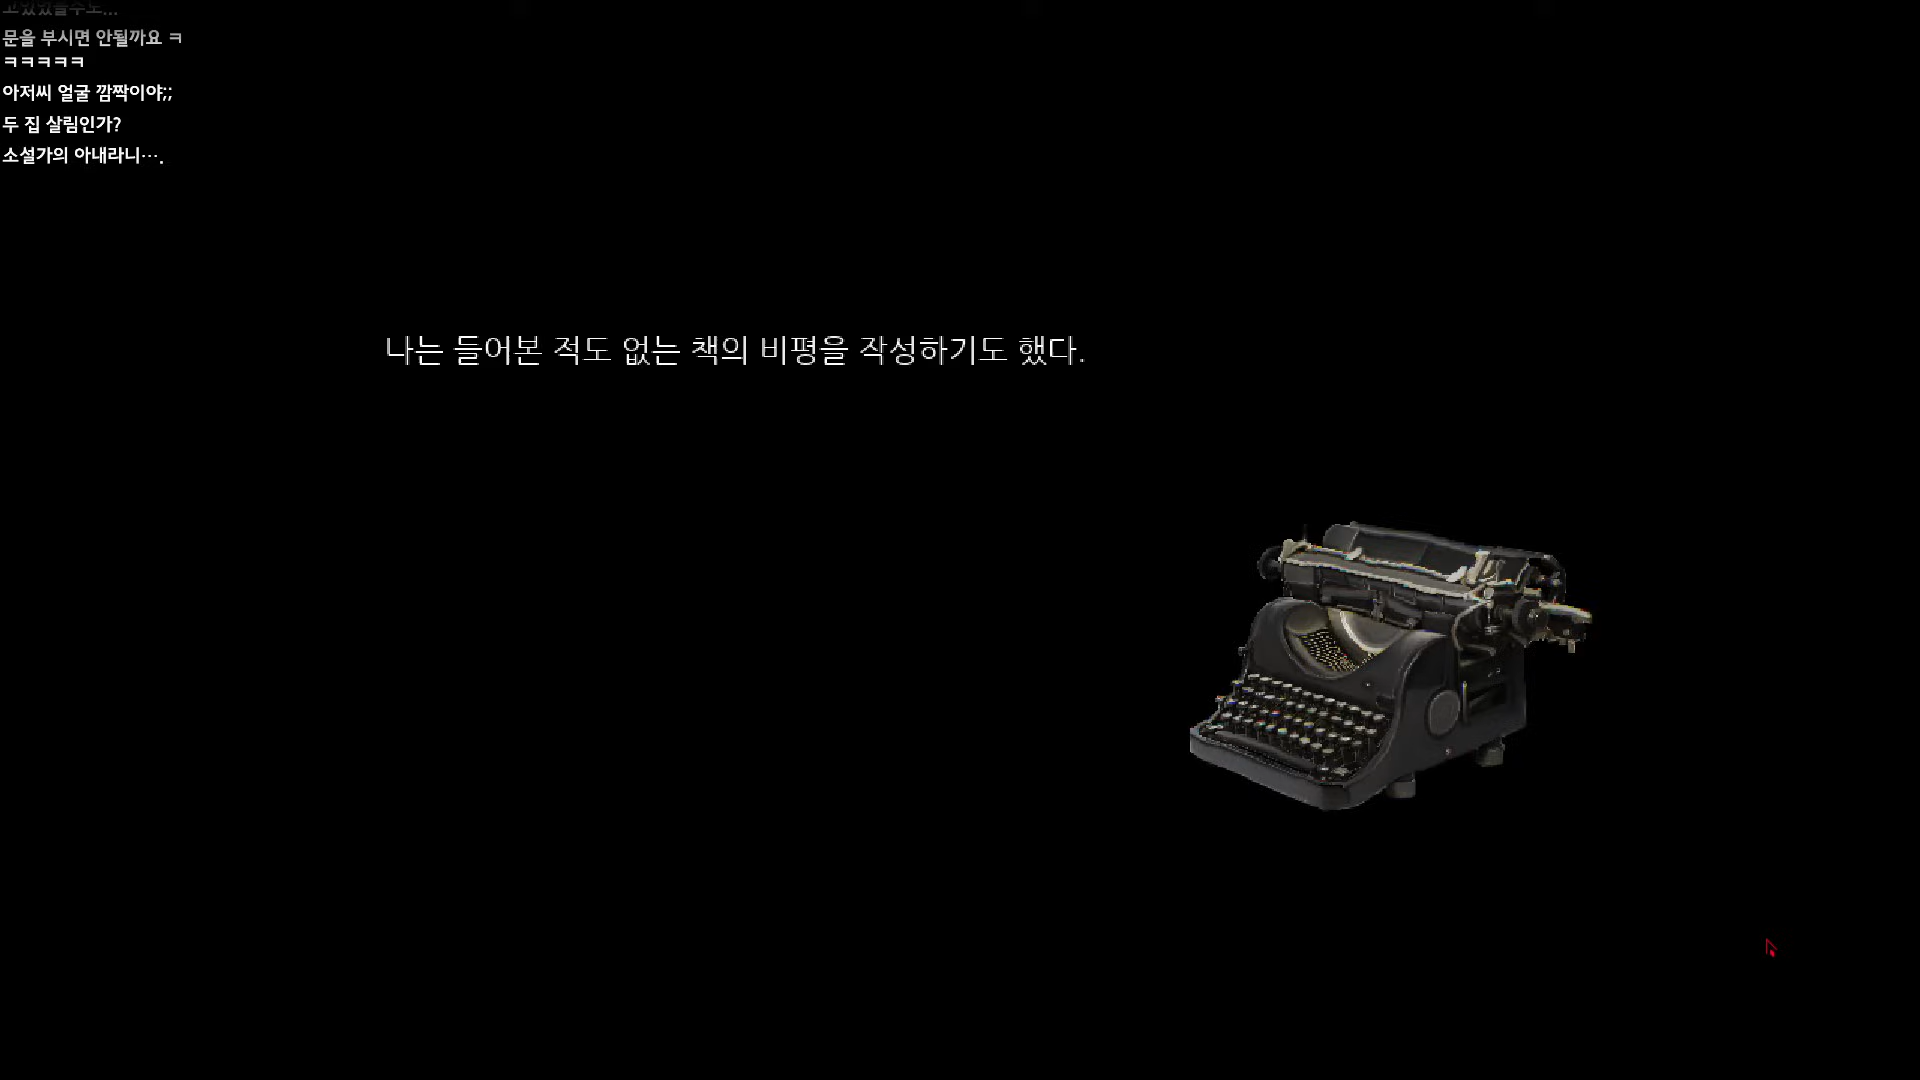 문을 부시면 안될까요 ㅋ
ㅋㅋㅋㅋㅋ
아저씨 얼굴 깜짝이야;;
두 집 살림인가?
소설가의 아내라니….
나는 들어본 적도 없는 책의 비평을 작성하기도 했다.